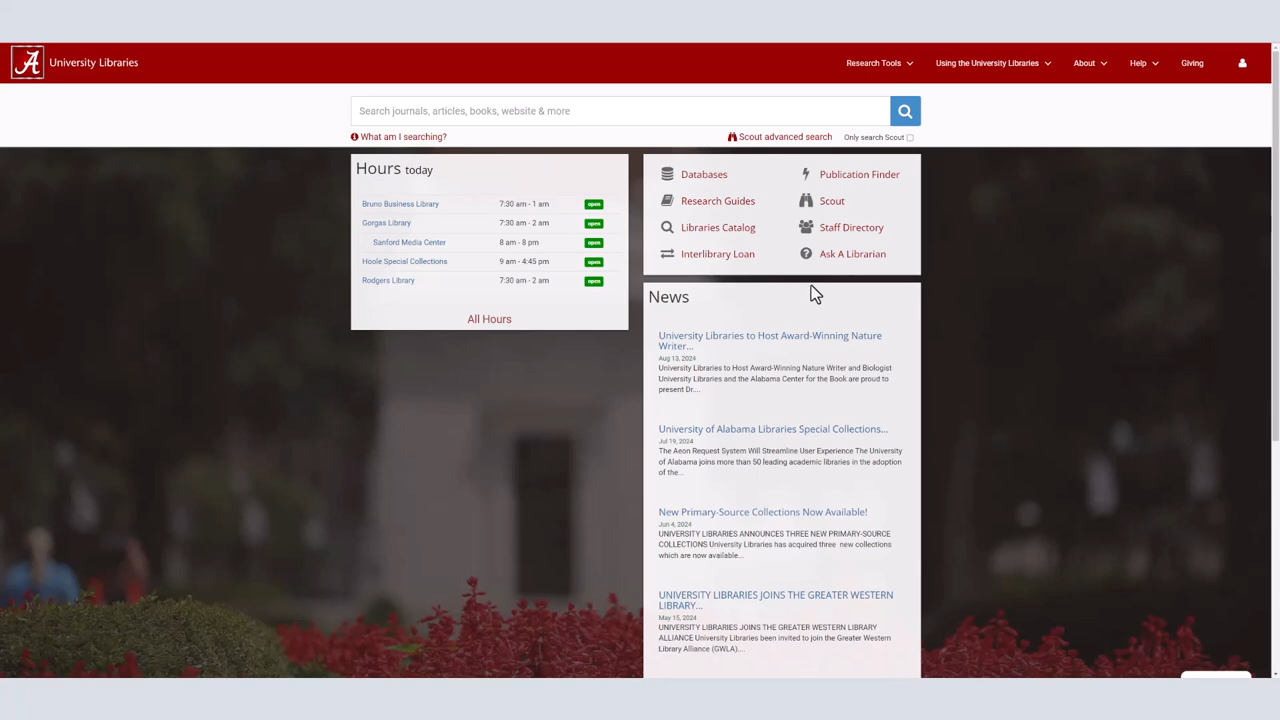 University Libraries
Research Tools
Using the University Libraries
About
Help
Giving
Search journals, articles, books, website & more
What am I searching?
Scout advanced search
Only search Scout
Hours today
Bruno Business Library 7:30 am - 1 am open
Gorgas Library 7:30 am - 2 am open
Sanford Media Center 8 am - 8 pm open
Hoole Special Collections 9 am - 4:45 pm open
Rodgers Library 7:30 am - 2 am open
All Hours
Databases
Publication Finder
Research Guides
Scout
Libraries Catalog
Staff Directory
Interlibrary Loan
Ask A Librarian
News
University Libraries to Host Award-Winning Nature
Writer...
Aug 13, 2024
University Libraries to Host Award-Winning Nature Writer and Biologist
University Libraries and the Alabama Center for the Book are proud to
present Dr....
University of Alabama Libraries Special Collections...
Jul 19, 2024
The Aeon Request System Will Streamline User Experience The University
of Alabama joins more than 50 leading academic libraries in the adoption
of the...
New Primary-Source Collections Now Available!
Jun 4, 2024
UNIVERSITY LIBRARIES ANNOUNCES THREE NEW PRIMARY-SOURCE
COLLECTIONS University Libraries has acquired three new collections
which are now available...
UNIVERSITY LIBRARIES JOINS THE GREATER WESTERN
LIBRARY...
May 15, 2024
UNIVERSITY LIBRARIES JOINS THE GREATER WESTERN LIBRARY
ALLIANCE University Libraries been invited to join the Greater Western
Library Alliance (GWLA)....